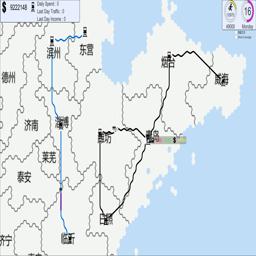 $ 9222148
Daily Spend : 0
Last Day Traffic : 0
Last Day Income : 0
16
Monday
东营
滨州
烟台
威海
德州
济南
淄博
潍坊
青岛
莱芜
泰安
日照
临沂
济宁